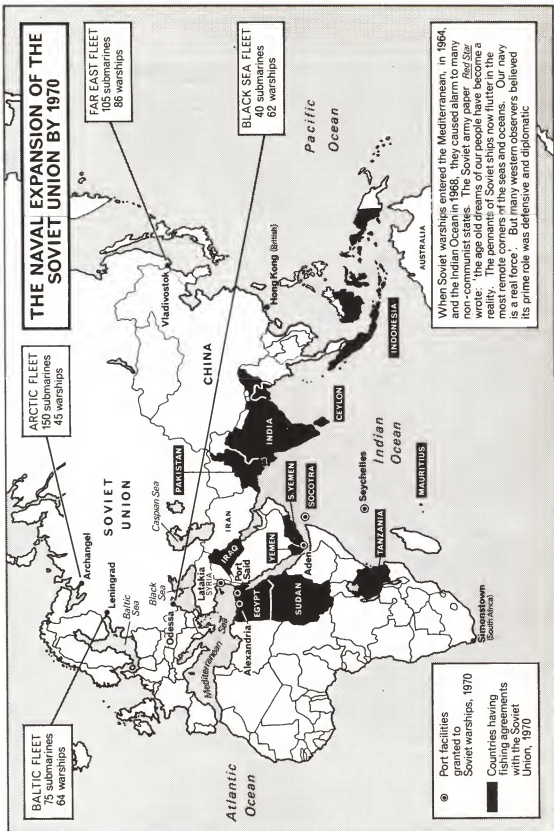 THE NAVAL EXPANSION OF THE
SOVIET UNION BY 1970
ARCTIC FLEET
150 submarines
45 warships
FAR EAST FLEET
105 submarines
86 warships
BALTIC FLEET
75 submarines
64 warships
BLACK SEA FLEET
40 submarines
62 warships
Archangel
SOVIET
UNION
Leningrad
Baltic
Sea
Black
Sea
Odessa
Caspian Sea
Vladivostok
CHINA
Hong Kong (British)
Pacific
Ocean
Atlantic
Ocean
Mediterranean Sea
Latakia
SYRIA
Port
Said
Alexandria
EGYPT
IRAQ
IRAN
PAKISTAN
INDIA
CEYLON
SUDAN
YEMEN
S.YEMEN
Aden
SOCOTRA
Indian
Ocean
Seychelles
MAURITIUS
TANZANIA
INDONESIA
AUSTRALIA
Simonstown
(South Africa)
Port facilities
granted to
Soviet warships, 1970
Countries having
fishing agreements
with the Soviet
Union, 1970
When Soviet warships entered the Mediterranean, in 1964,
and the Indian Ocean in 1968, they caused alarm to many
non-communist states. The Soviet army paper Red Star
wrote: 'the age old dreams of our people have become a
reality. The pennants of Soviet ships now flutter in the
most remote corners of the seas and oceans. Our navy
is a real force'. But many western observers believed
its prime role was defensive and diplomatic